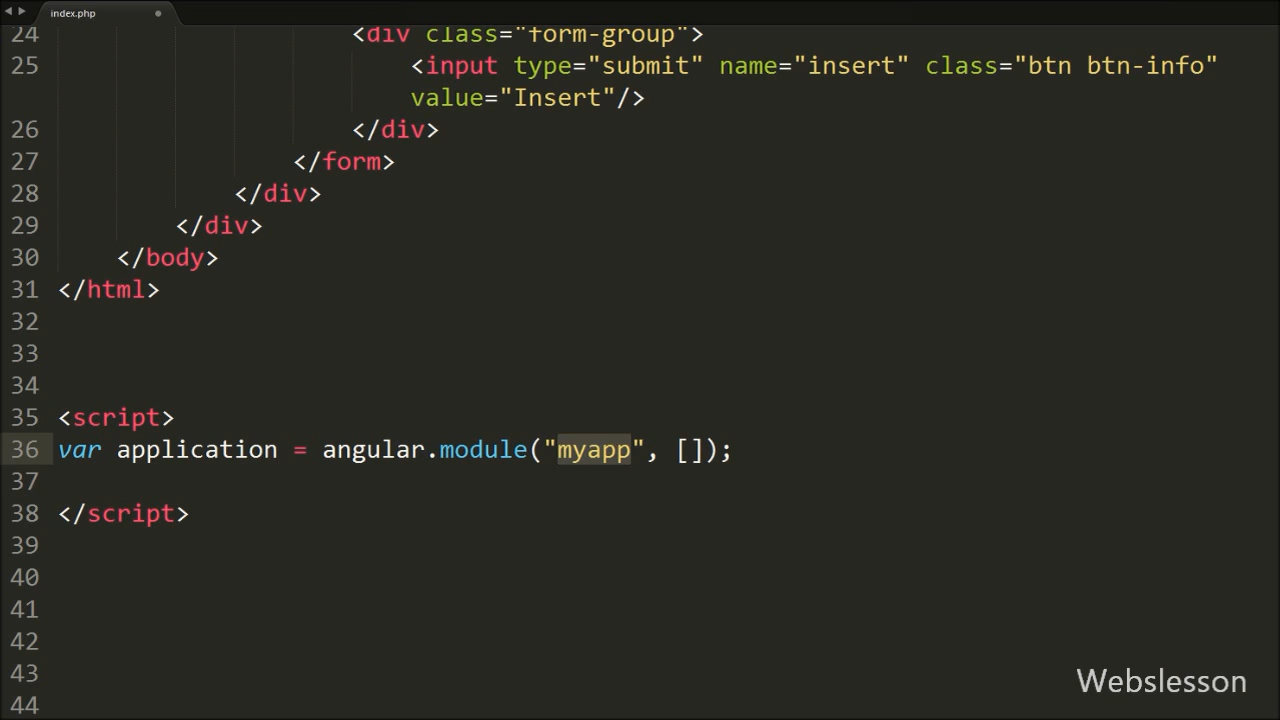 index.php
24 <div class="form-group">
25 <input type="submit" name="insert" class="btn btn-info"
value="Insert"/>
26 </div>
27 </form>
28 </div>
29 </div>
30 </body>
31 </html>
32
33
34
35 <script>
36 var application = angular.module("myapp", []);
37
38 </script>
39
40
41
42
43
44
Webslesson